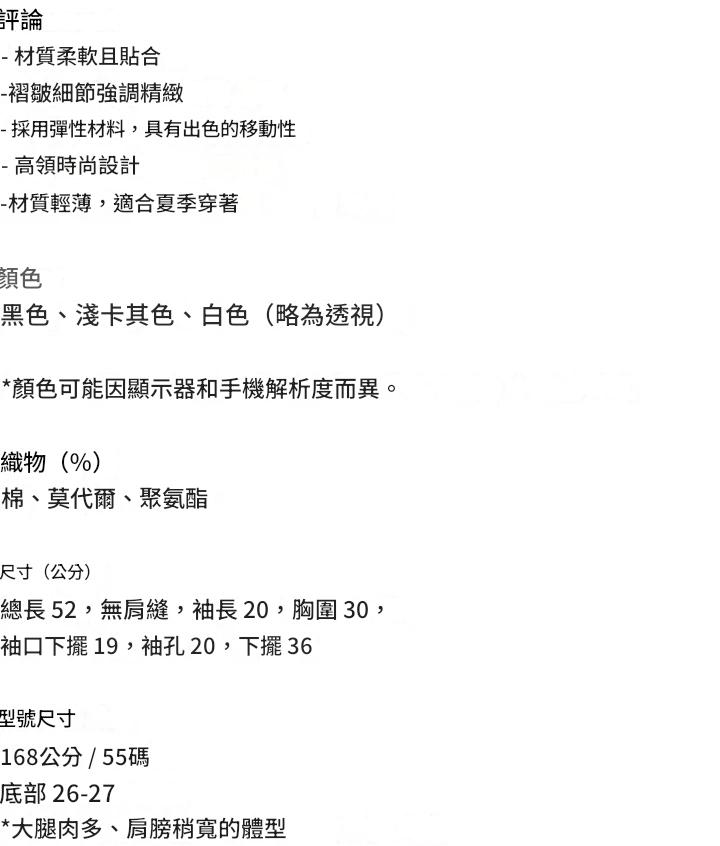 評論
- 材質柔軟且貼合
-褶皺細節強調精緻
- 採用彈性材料，具有出色的移動性
- 高領時尚設計
-材質輕薄，適合夏季穿著
顏色
黑色、淺卡其色、白色（略為透視）
*顏色可能因顯示器和手機解析度而異。
織物（%）
棉、莫代爾、聚氨酯
尺寸（公分）
總長 52，無肩縫，袖長 20，胸圍 30，
袖口下擺 19，袖孔 20，下擺 36
型號尺寸
168公分 / 55碼
底部 26-27
*大腿肉多、肩膀稍寬的體型